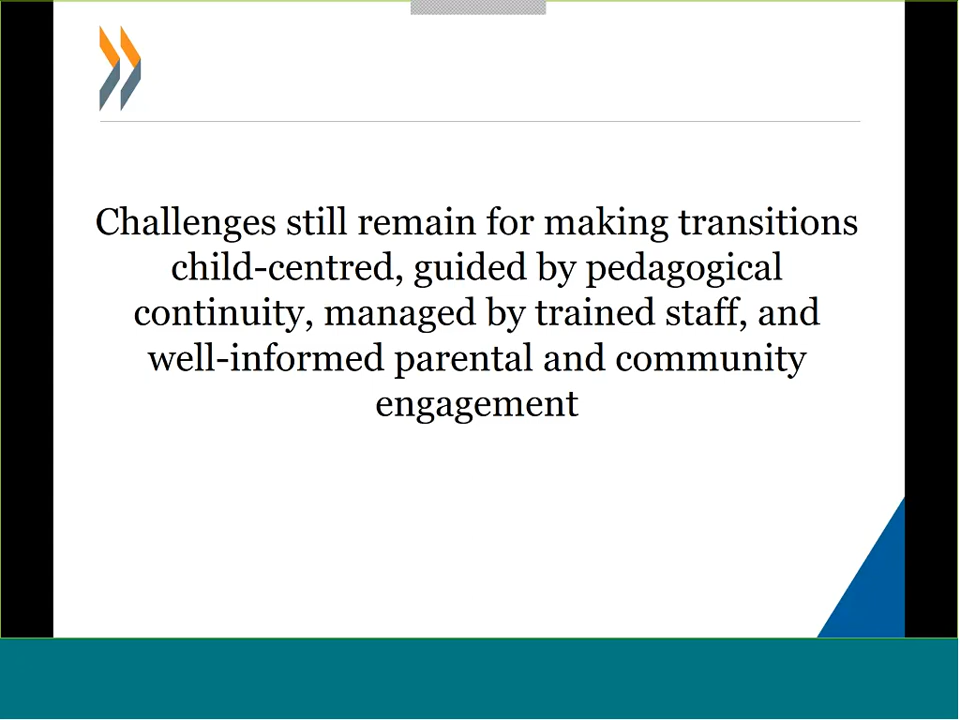 Challenges still remain for making transitions
child-centred, guided by pedagogical
continuity, managed by trained staff, and
well-informed parental and community
engagement